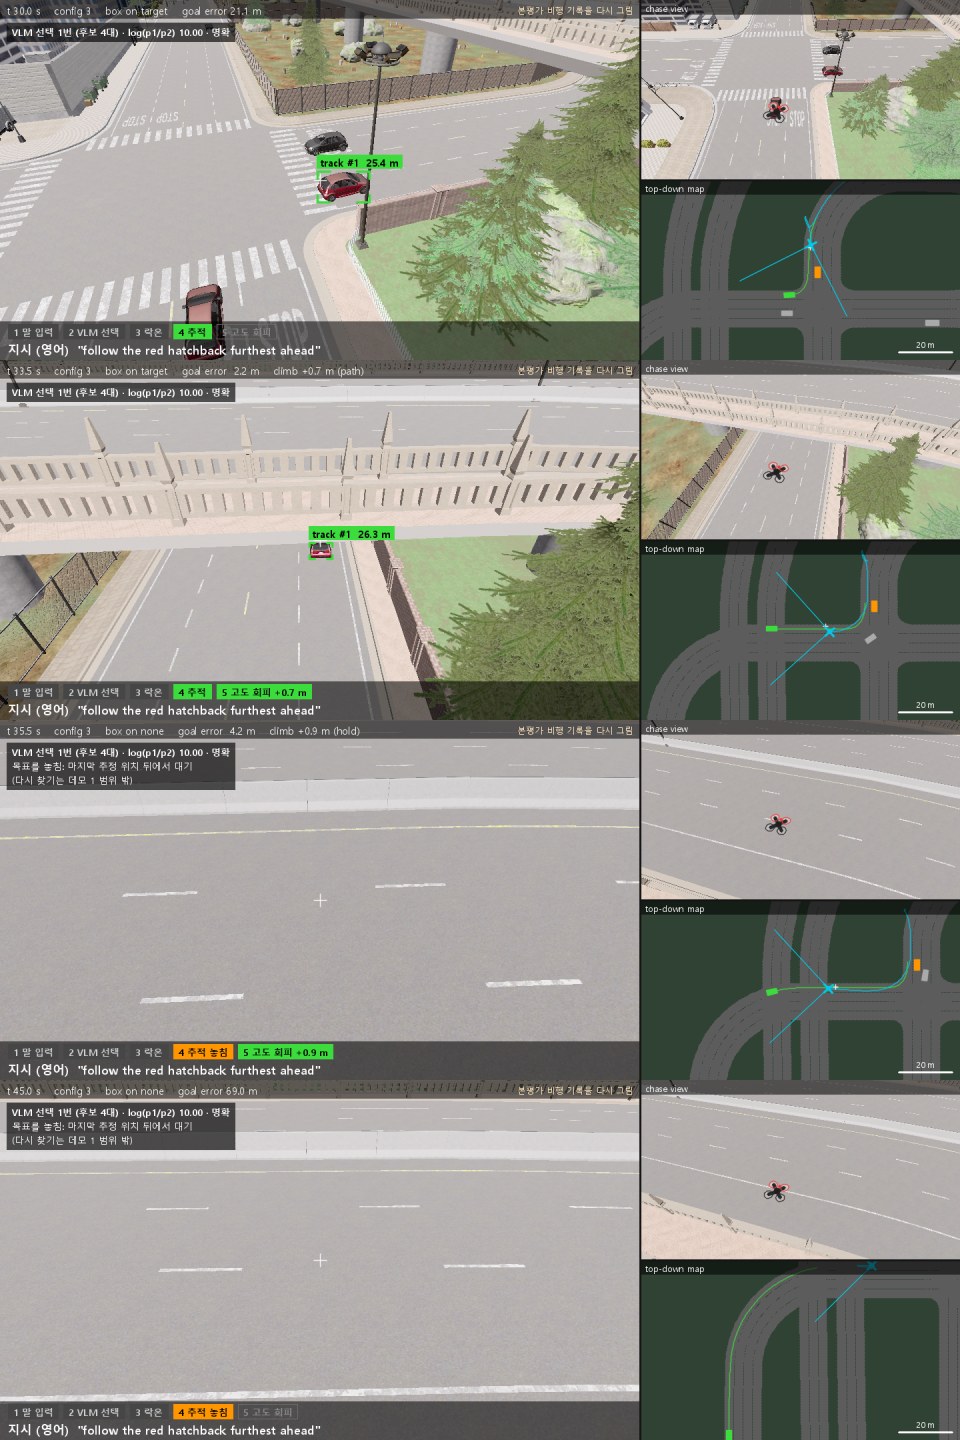 t 30.0 s config 3 box on target goal error 21.1 m 본평가 비행 기록을 다시 그림
VLM 선택 1번 (후보 4대) · log(p1/p2) 10.00 · 명확
track #1 25.4 m
STOP
STOP
1 말 입력 2 VLM 선택 3 락온 4 추적 5 고도 회피
지시 (영어) "follow the red hatchback furthest ahead"
chase view
STOP
top-down map
20 m
t 33.5 s config 3 box on target goal error 2.2 m climb +0.7 m (path) 본평가 비행 기록을 다시 그림
VLM 선택 1번 (후보 4대) · log(p1/p2) 10.00 · 명확
track #1 26.3 m
1 말 입력 2 VLM 선택 3 락온 4 추적 5 고도 회피 +0.7 m
지시 (영어) "follow the red hatchback furthest ahead"
chase view
top-down map
20 m
t 35.5 s config 3 box on none goal error 4.2 m climb +0.9 m (hold) 본평가 비행 기록을 다시 그림
VLM 선택 1번 (후보 4대) · log(p1/p2) 10.00 · 명확
목표를 놓침: 마지막 추정 위치 뒤에서 대기
(다시 찾기는 데모 1 범위 밖)
1 말 입력 2 VLM 선택 3 락온 4 추적 놓침 5 고도 회피 +0.9 m
지시 (영어) "follow the red hatchback furthest ahead"
chase view
top-down map
20 m
t 45.0 s config 3 box on none goal error 69.0 m 본평가 비행 기록을 다시 그림
VLM 선택 1번 (후보 4대) · log(p1/p2) 10.00 · 명확
목표를 놓침: 마지막 추정 위치 뒤에서 대기
(다시 찾기는 데모 1 범위 밖)
1 말 입력 2 VLM 선택 3 락온 4 추적 놓침 5 고도 회피
지시 (영어) "follow the red hatchback furthest ahead"
chase view
top-down map
20 m